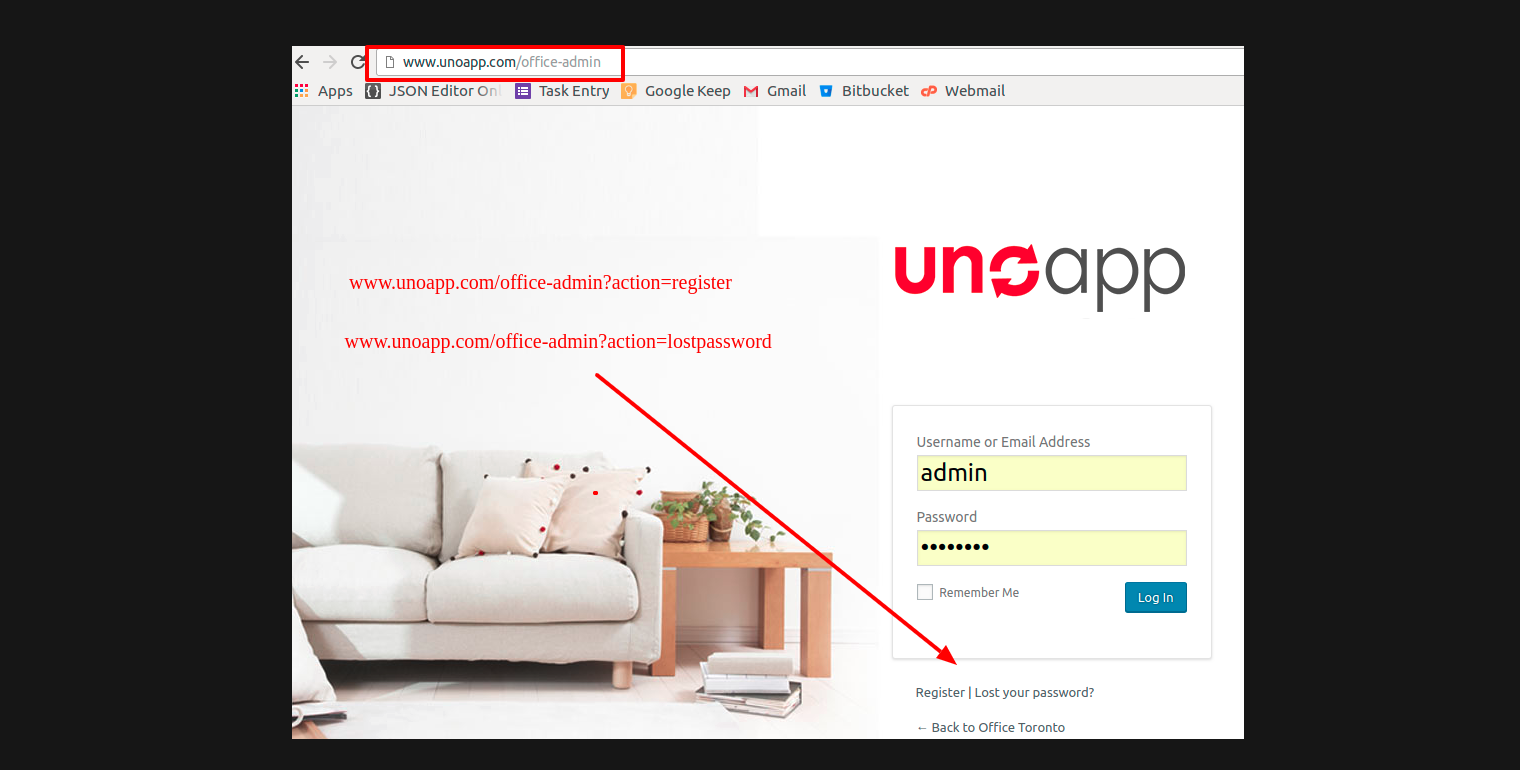 www.unoapp.com/office-admin
Apps JSON Editor Onl Task Entry Google Keep Gmail Bitbucket Webmail
unoapp
www.unoapp.com/office-admin?action=register
www.unoapp.com/office-admin?action=lostpassword
Username or Email Address
admin
Password
••••••••
Remember Me Log In
Register | Lost your password?
← Back to Office Toronto